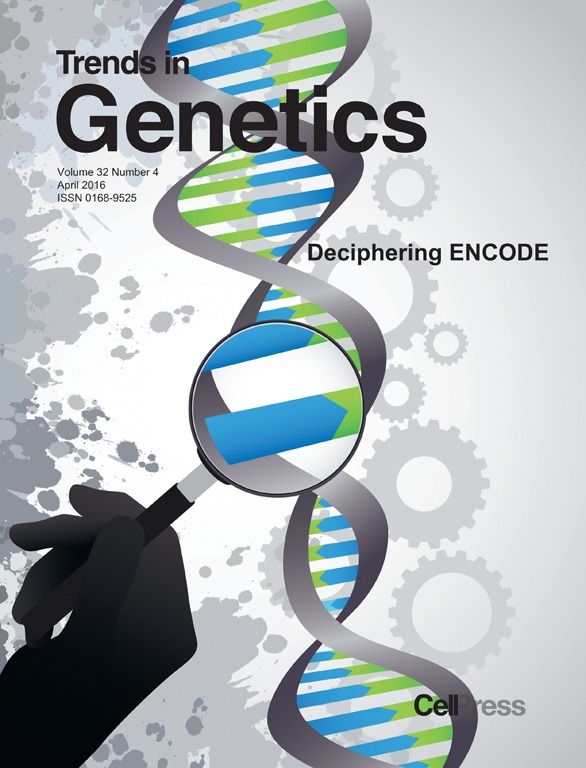 Trends in
Genetics
Volume 32 Number 4
April 2016
ISSN 0168-9525
Deciphering ENCODE
CellPress